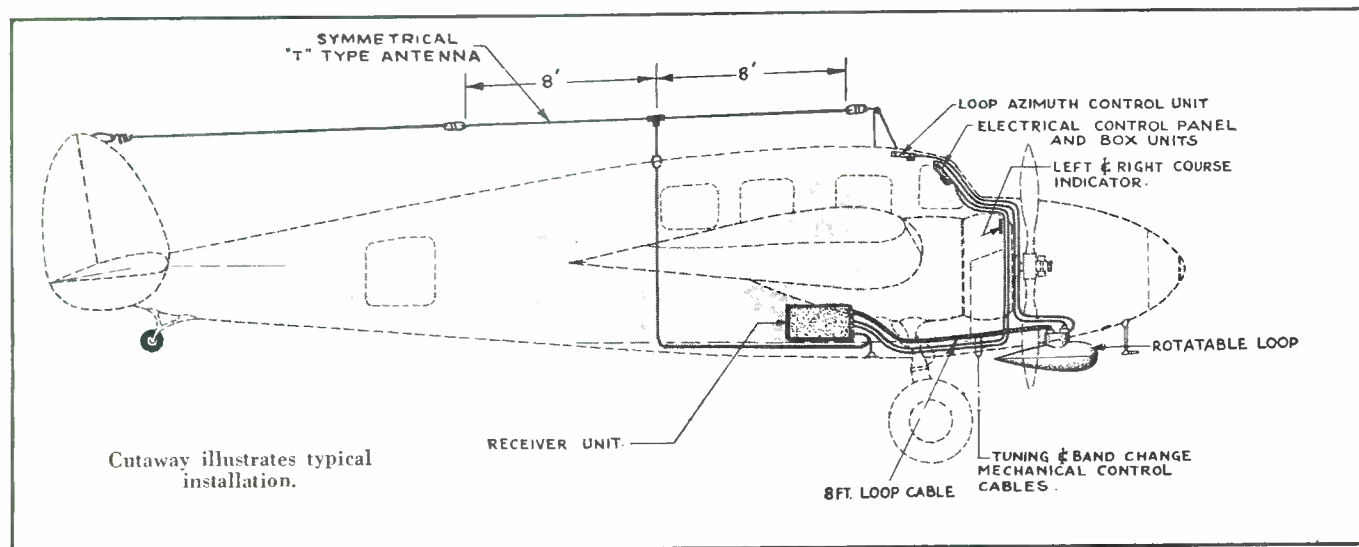 SYMMETRICAL
"T" TYPE ANTENNA
8'
8'
LOOP AZIMUTH CONTROL UNIT
ELECTRICAL CONTROL PANEL
AND BOX UNITS
LEFT & RIGHT COURSE
INDICATOR.
ROTATABLE LOOP
RECEIVER UNIT.
Cutaway illustrates typical
installation.
8FT. LOOP CABLE
TUNING & BAND CHANGE
MECHANICAL CONTROL
CABLES.